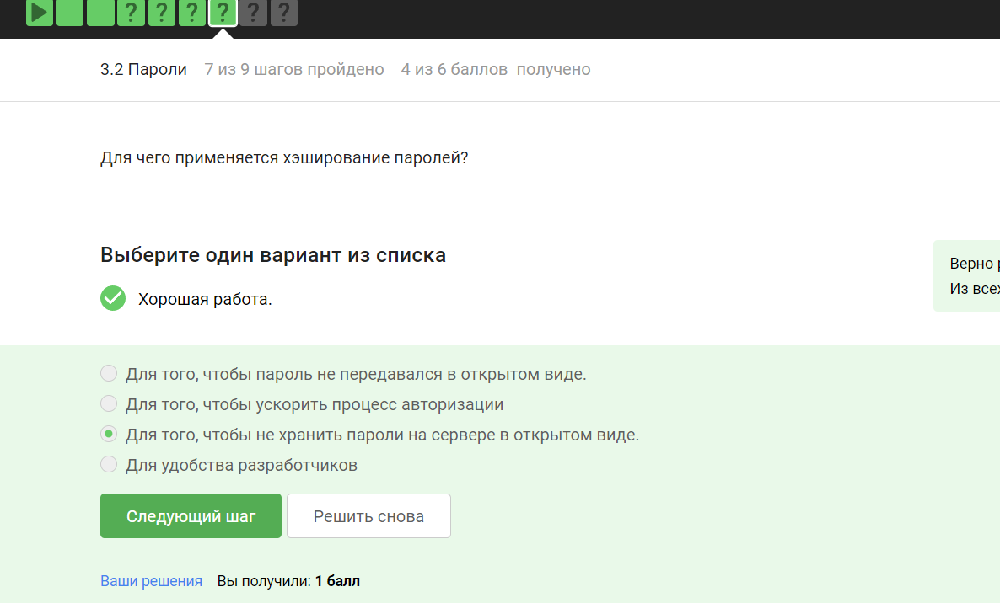 ? ? ? ? ? ?
3.2 Пароли 7 из 9 шагов пройдено 4 из 6 баллов получено
Для чего применяется хэширование паролей?
Выберите один вариант из списка
Верно
Хорошая работа.
Из
Для того, чтобы пароль не передавался в открытом виде.
Для того, чтобы ускорить процесс авторизации
Для того, чтобы не хранить пароли на сервере в открытом виде.
Для удобства разработчиков
Следующий шаг Решить снова
Ваши решения Вы получили: 1 балл